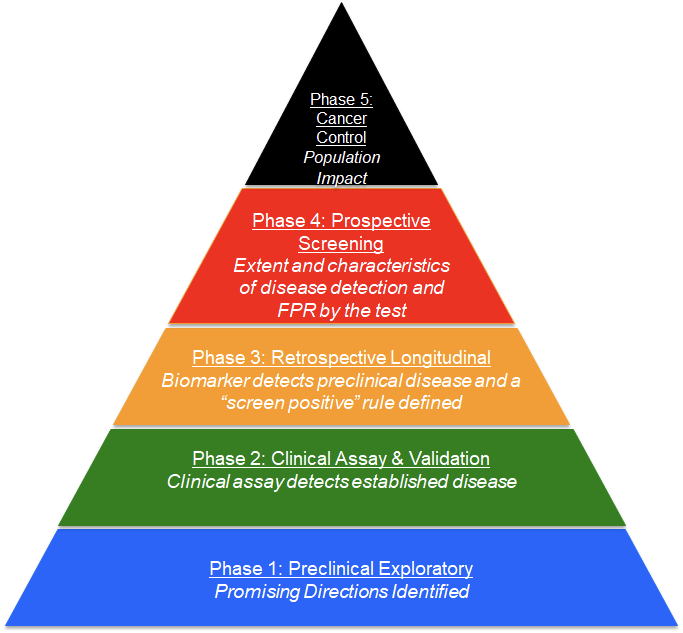 Phase 5:
Cancer
Control
Population
Impact
Phase 4: Prospective
Screening
Extent and characteristics
of disease detection and
FPR by the test
Phase 3: Retrospective Longitudinal
Biomarker detects preclinical disease and a
“screen positive” rule defined
Phase 2: Clinical Assay & Validation
Clinical assay detects established disease
Phase 1: Preclinical Exploratory
Promising Directions Identified